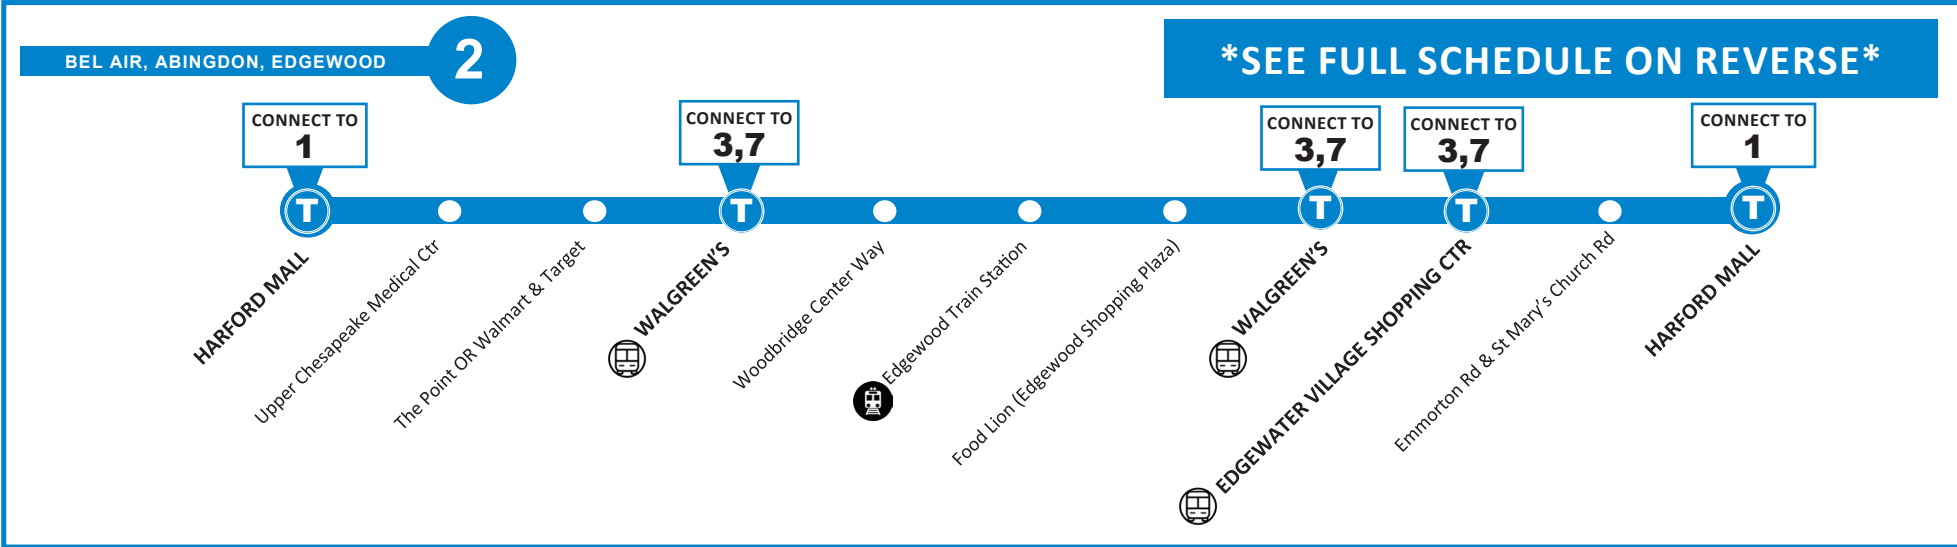 BEL AIR, ABINGDON, EDGEWOOD
2
*SEE FULL SCHEDULE ON REVERSE*
CONNECT TO
1
CONNECT TO
3,7
CONNECT TO
3,7
CONNECT TO
3,7
CONNECT TO
1
T
T
T
T
T
HARFORD MALL
Upper Chesapeake Medical Ctr
The Point OR Walmart & Target
WALGREEN'S
Woodbridge Center Way
Edgewood Train Station
Food Lion (Edgewood Shopping Plaza)
WALGREEN'S
EDGEWATER VILLAGE SHOPPING CTR
Emmorton Rd & St Mary's Church Rd
HARFORD MALL